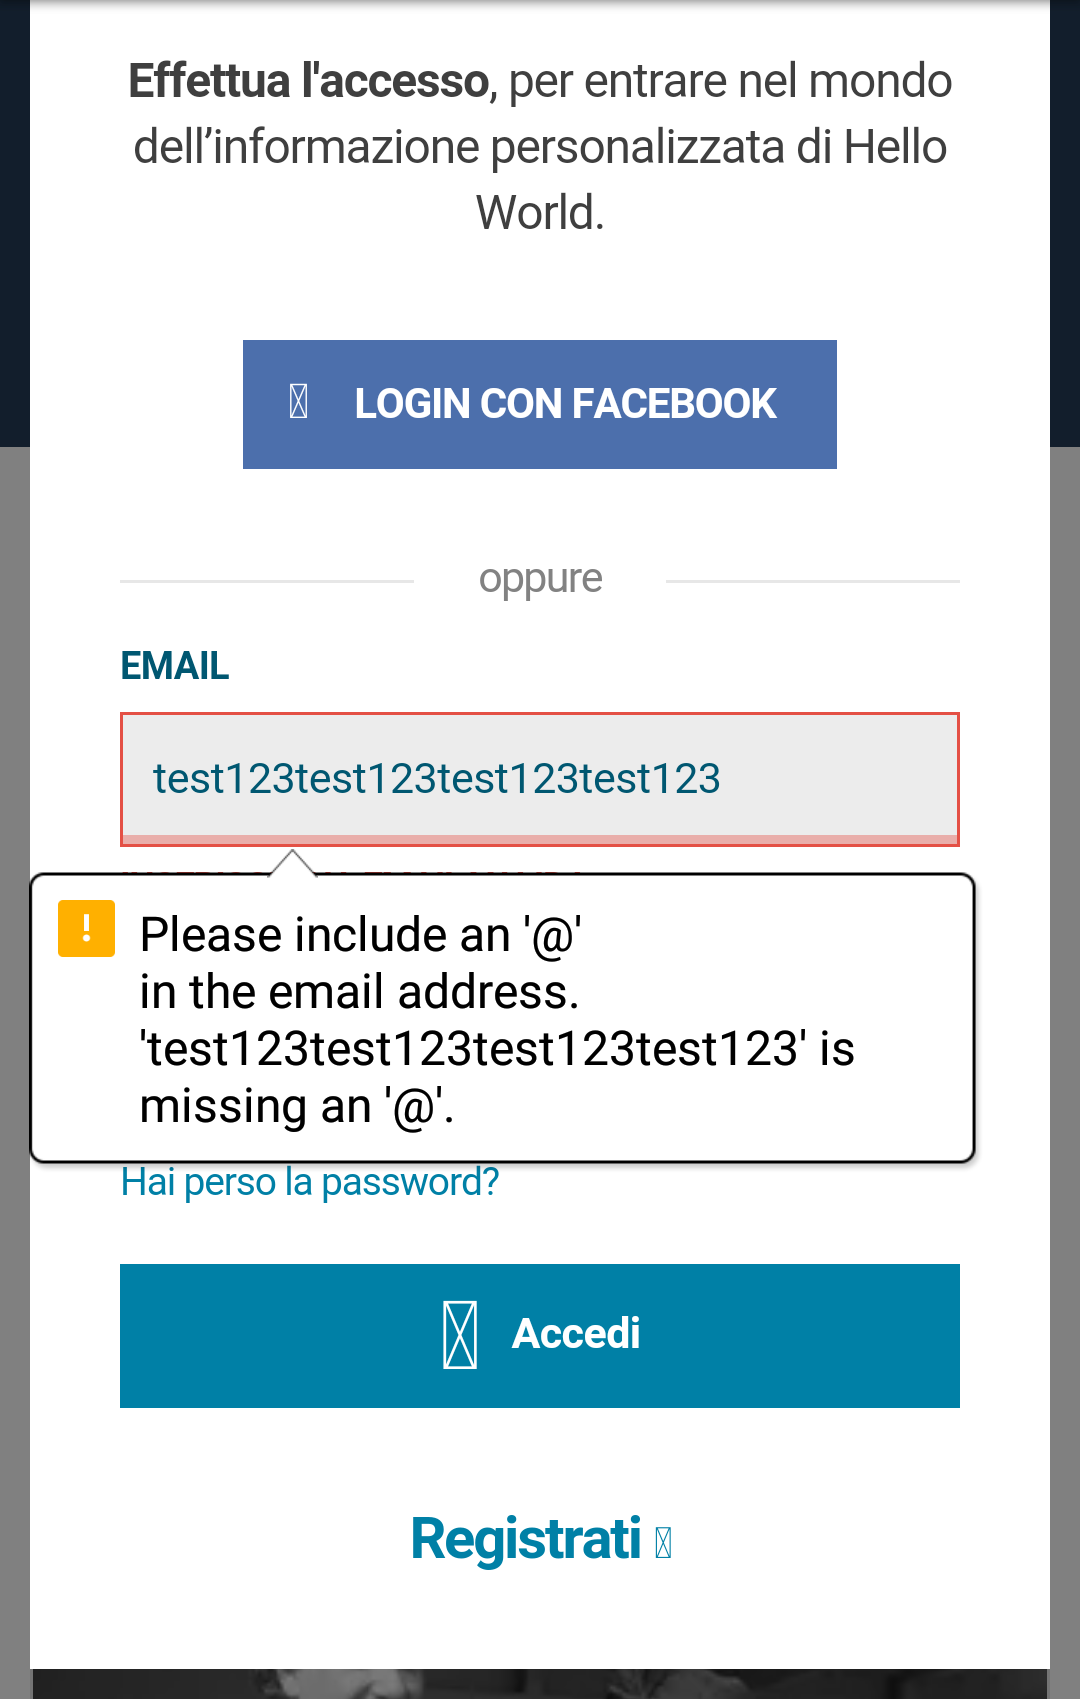 Effettua l'accesso, per entrare nel mondo
dell’informazione personalizzata di Hello
World.
LOGIN CON FACEBOOK
oppure
EMAIL
test123test123test123test123
Please include an '@'
in the email address.
'test123test123test123test123' is
missing an '@'.
Hai perso la password?
Accedi
Registrati